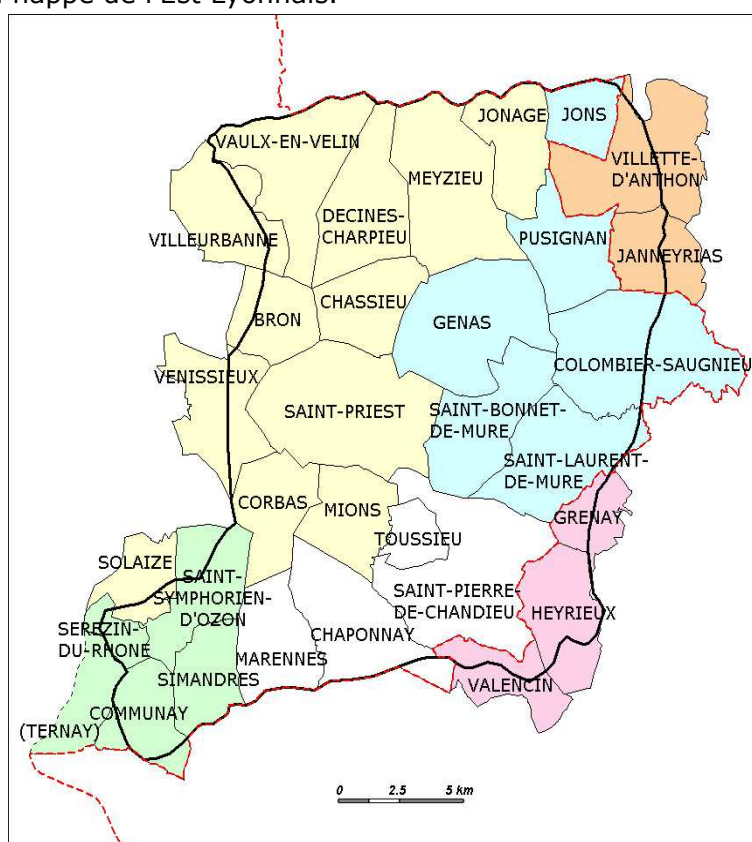 nappe de l'Est Lyonnais.
JONAGE
JONS
VAULX-EN-VELIN
VILLETTE-
D'ANTHON
MEYZIEU
DECINES-
CHARPIEU
VILLEURBANNE
PUSIGNAN
JANNEYRIAS
CHASSIEU
BRON
GENAS
COLOMBIER-SAUGNIEU
VENISSIEUX
SAINT-PRIEST
SAINT-BONNET-
DE-MURE
SAINT-LAURENT-
DE-MURE
CORBAS
MIONS
GRENAY
TOUSSIEU
SOLAIZE
SAINT-
SYMPHORIEN-
D'OZON
SAINT-PIERRE
DE-CHANDIEU
HEYRIEUX
SEREZIN-
DU-RHONE
CHAPONNAY
MARENNES
SIMANDRES
VALENCIN
COMMUNAY
(TERNAY)
0 2.5 5 km